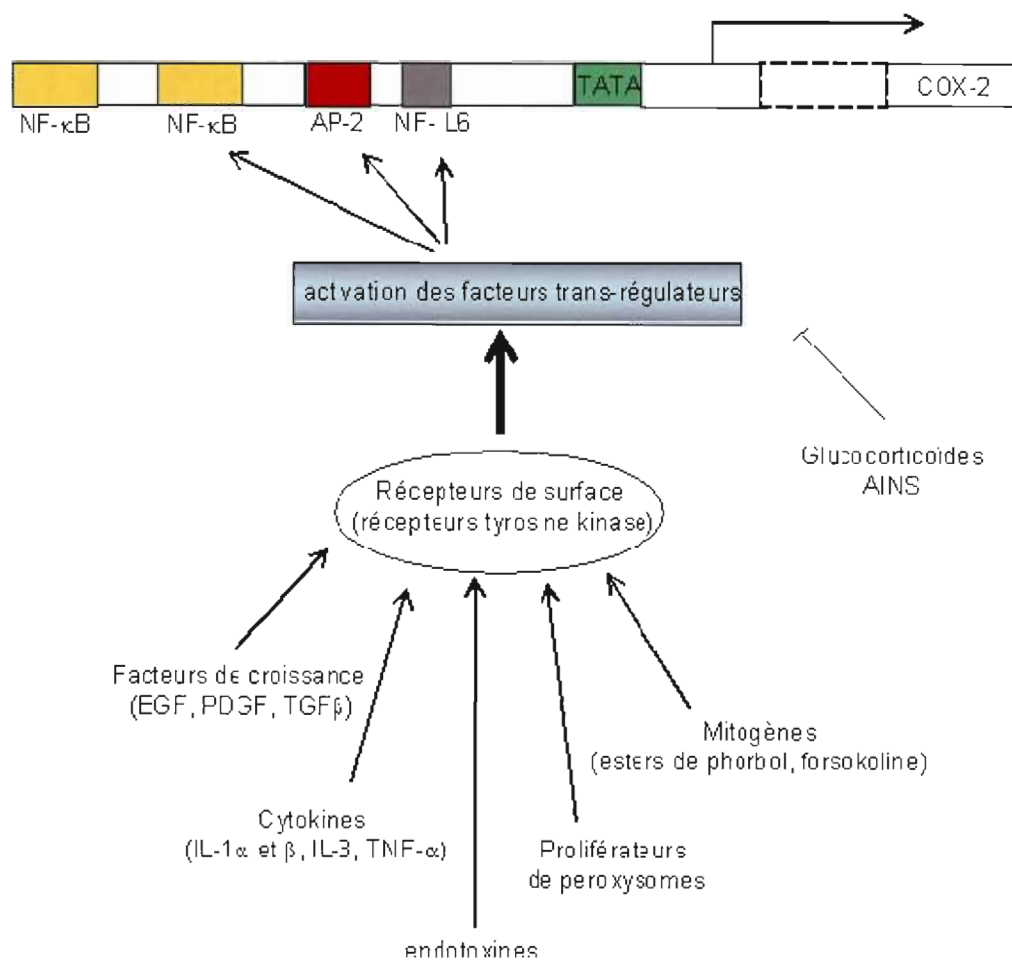 TATA
COX-2
NF-κB
NF-κB
AP-2
NF- L6
activation des facteurs trans-régulateurs
Glucocorticoïdes
AINS
Récepteurs de surface
(récepteurs tyrosine kinase)
Facteurs de croissance
(EGF, PDGF, TGFβ)
Mitogènes
(esters de phorbol, forsokoline)
Cytokines
(IL-1α et β, IL-3, TNF-α)
Proliférateurs
de peroxysomes
endotoxines